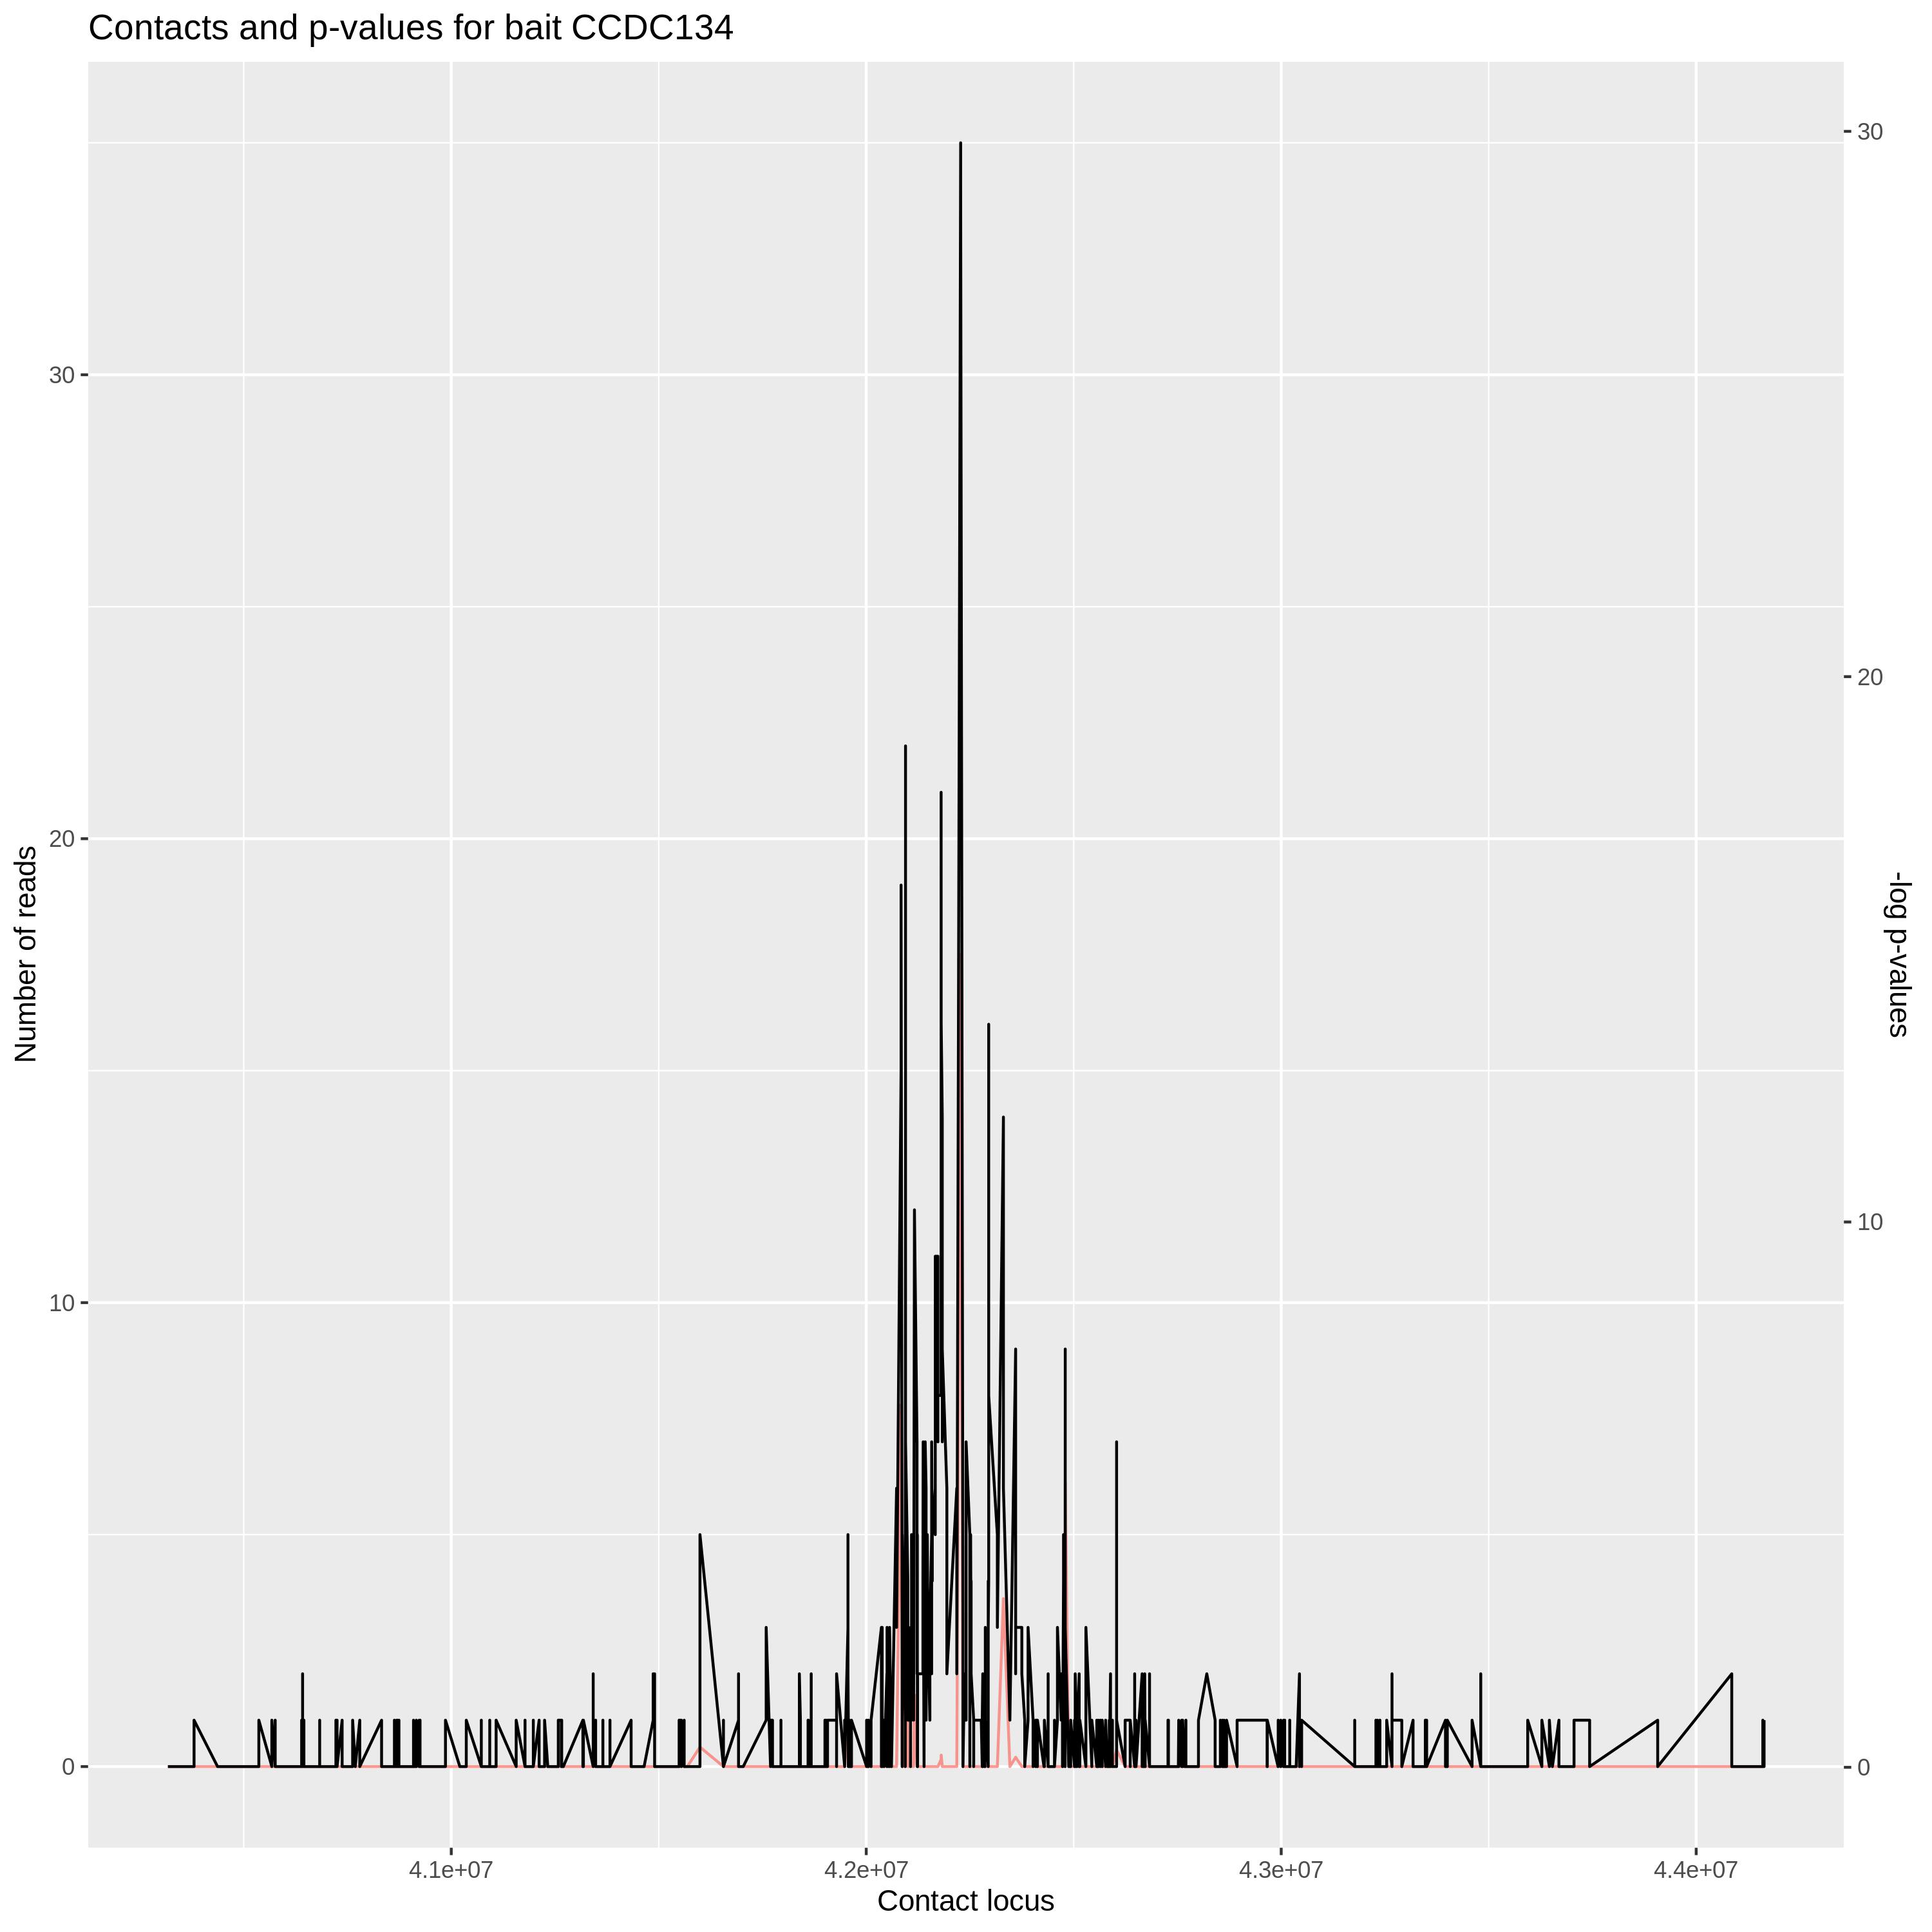 Contacts and p-values for bait CCDC134
30
20
10
0
Number of reads
30
20
10
0
-log p-values
4.1e+07
4.2e+07
4.3e+07
4.4e+07
Contact locus